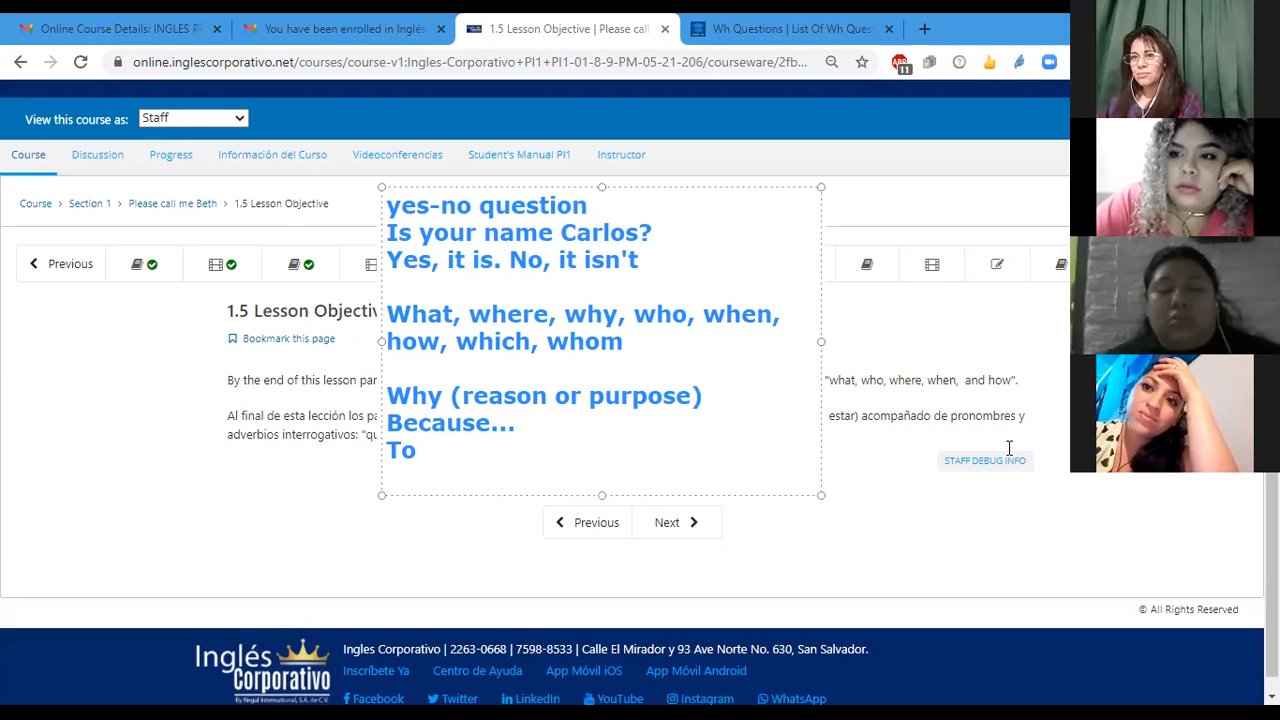 Online Course Details: INGLES PI
You have been enrolled in Inglés
1.5 Lesson Objective | Please call
Wh Questions | List Of Wh Ques
online.inglescorporativo.net/courses/course-v1:Ingles-Corporativo+PI1+PI1-01-8-9-PM-05-21-206/courseware/2fb...
ABP
11
View this course as:
Staff
Course
Discussion
Progress
Información del Curso
Videoconferencias
Student's Manual PI1
Instructor
Course > Section 1 > Please call me Beth > 1.5 Lesson Objective
Previous
1.5 Lesson Objectiv
Bookmark this page
By the end of this lesson par
"what, who, where, when, and how".
Al final de esta lección los pa
estar) acompañado de pronombres y
adverbios interrogativos: "qu
yes-no question
Is your name Carlos?
Yes, it is. No, it isn't
What, where, why, who, when,
how, which, whom
Why (reason or purpose)
Because...
To
STAFF DEBUG INFO
Previous
Next
© All Rights Reserved
Inglés
Corporativo
By Regal International, S.A. de C.V.
Ingles Corporativo | 2263-0668 | 7598-8533 | Calle El Mirador y 93 Ave Norte No. 630, San Salvador.
Inscríbete Ya
Centro de Ayuda
App Móvil iOS
App Móvil Android
Facebook
Twitter
LinkedIn
YouTube
Instagram
WhatsApp